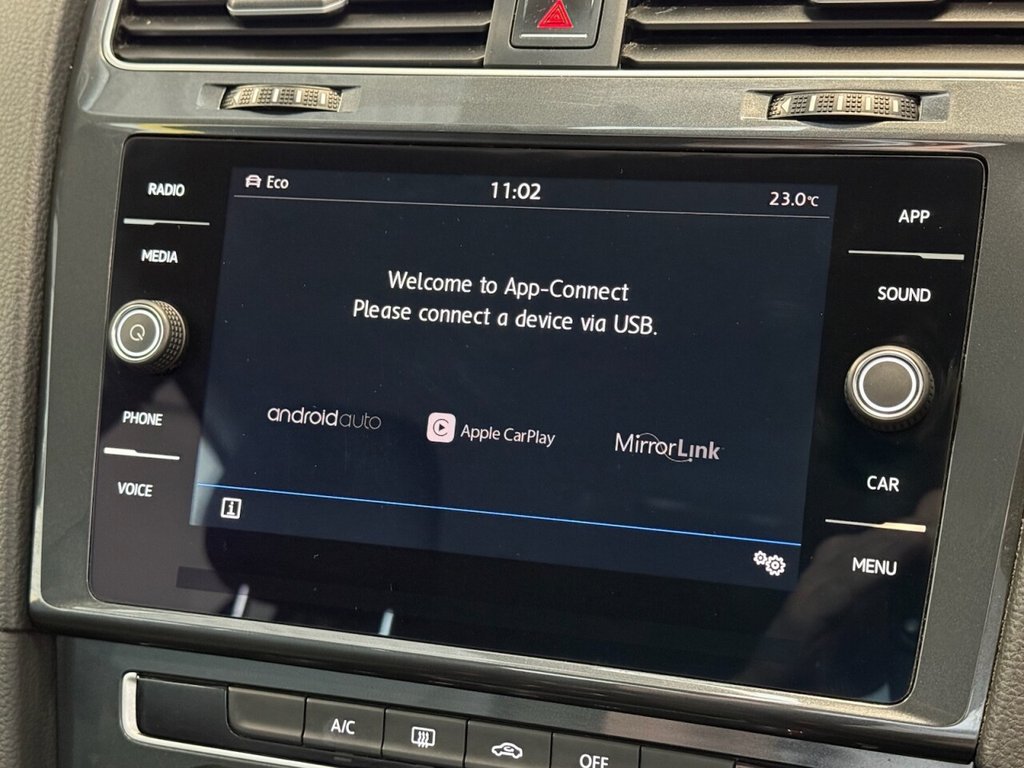 RADIO
MEDIA
PHONE
VOICE
Eco
11:02
23.0°C
Welcome to App-Connect
Please connect a device via USB.
androidauto
Apple CarPlay
MirrorLink
i
APP
SOUND
CAR
MENU
A/C
OFF